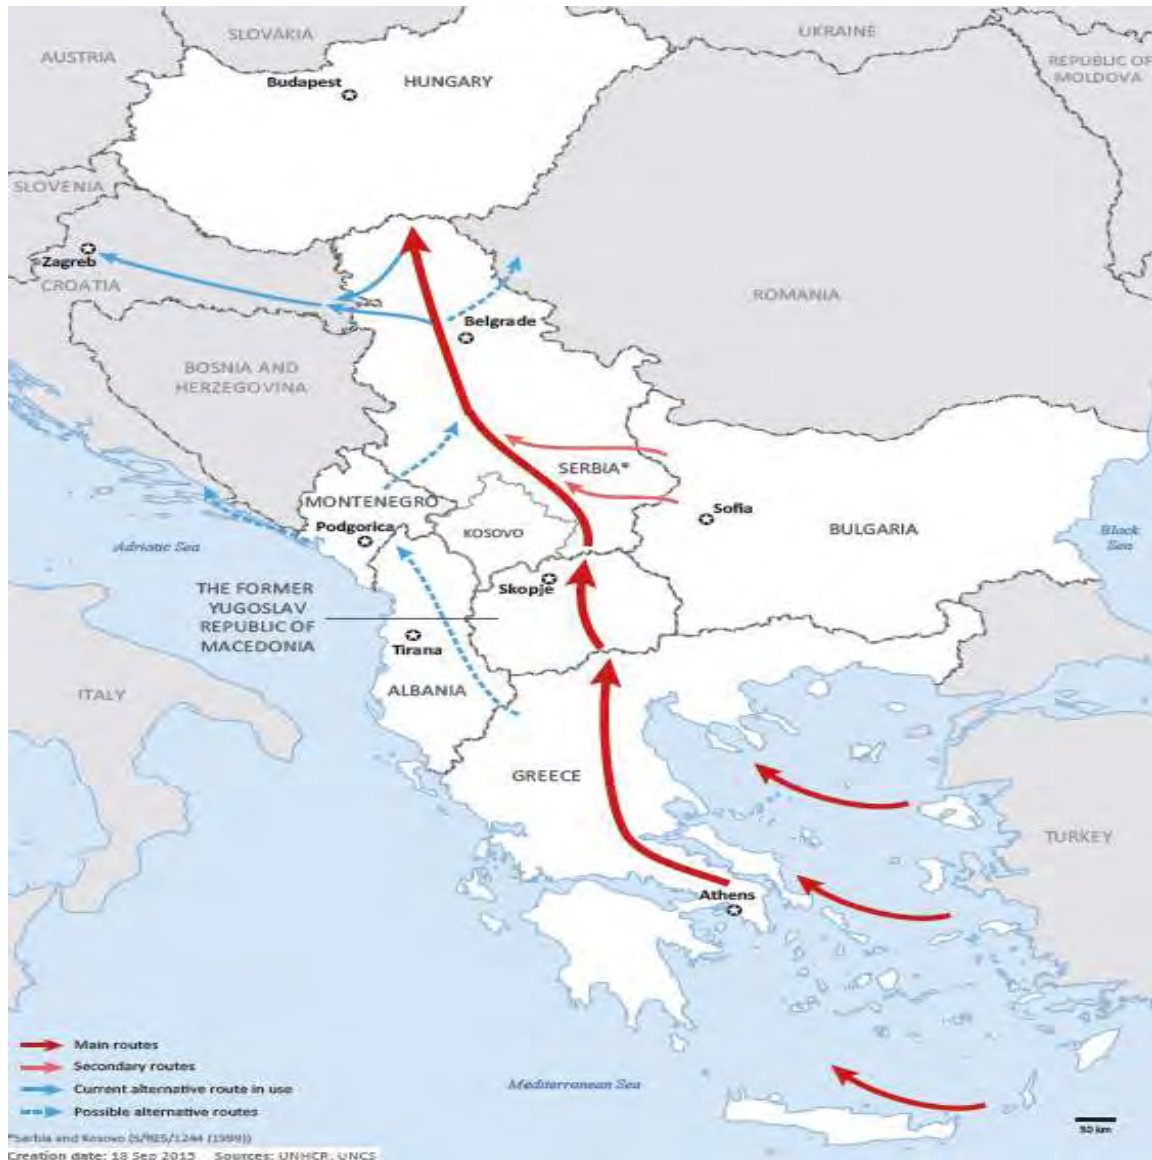 SLOVAKIA
UKRAINE
AUSTRIA
REPUBLIC OF
MOLDOVA
Budapest
HUNGARY
SLOVENIA
Zagreb
CROATIA
ROMANIA
Belgrade
BOSNIA AND
HERZEGOVINA
SERBIA*
MONTENEGRO
Sofia
Podgorica
KOSOVO
BULGARIA
Black
Sea
Adriatic Sea
Skopje
THE FORMER
YUGOSLAV
REPUBLIC OF
MACEDONIA
Tirana
ALBANIA
ITALY
GREECE
TURKEY
Athens
Main routes
Secondary routes
Current alternative route in use
Possible alternative routes
Mediterranean Sea
50 km
*Serbia and Kosovo (S/RES/1244 (1999))
Creation date: 18 Sep 2015 Sources: UNHCR, UNCS